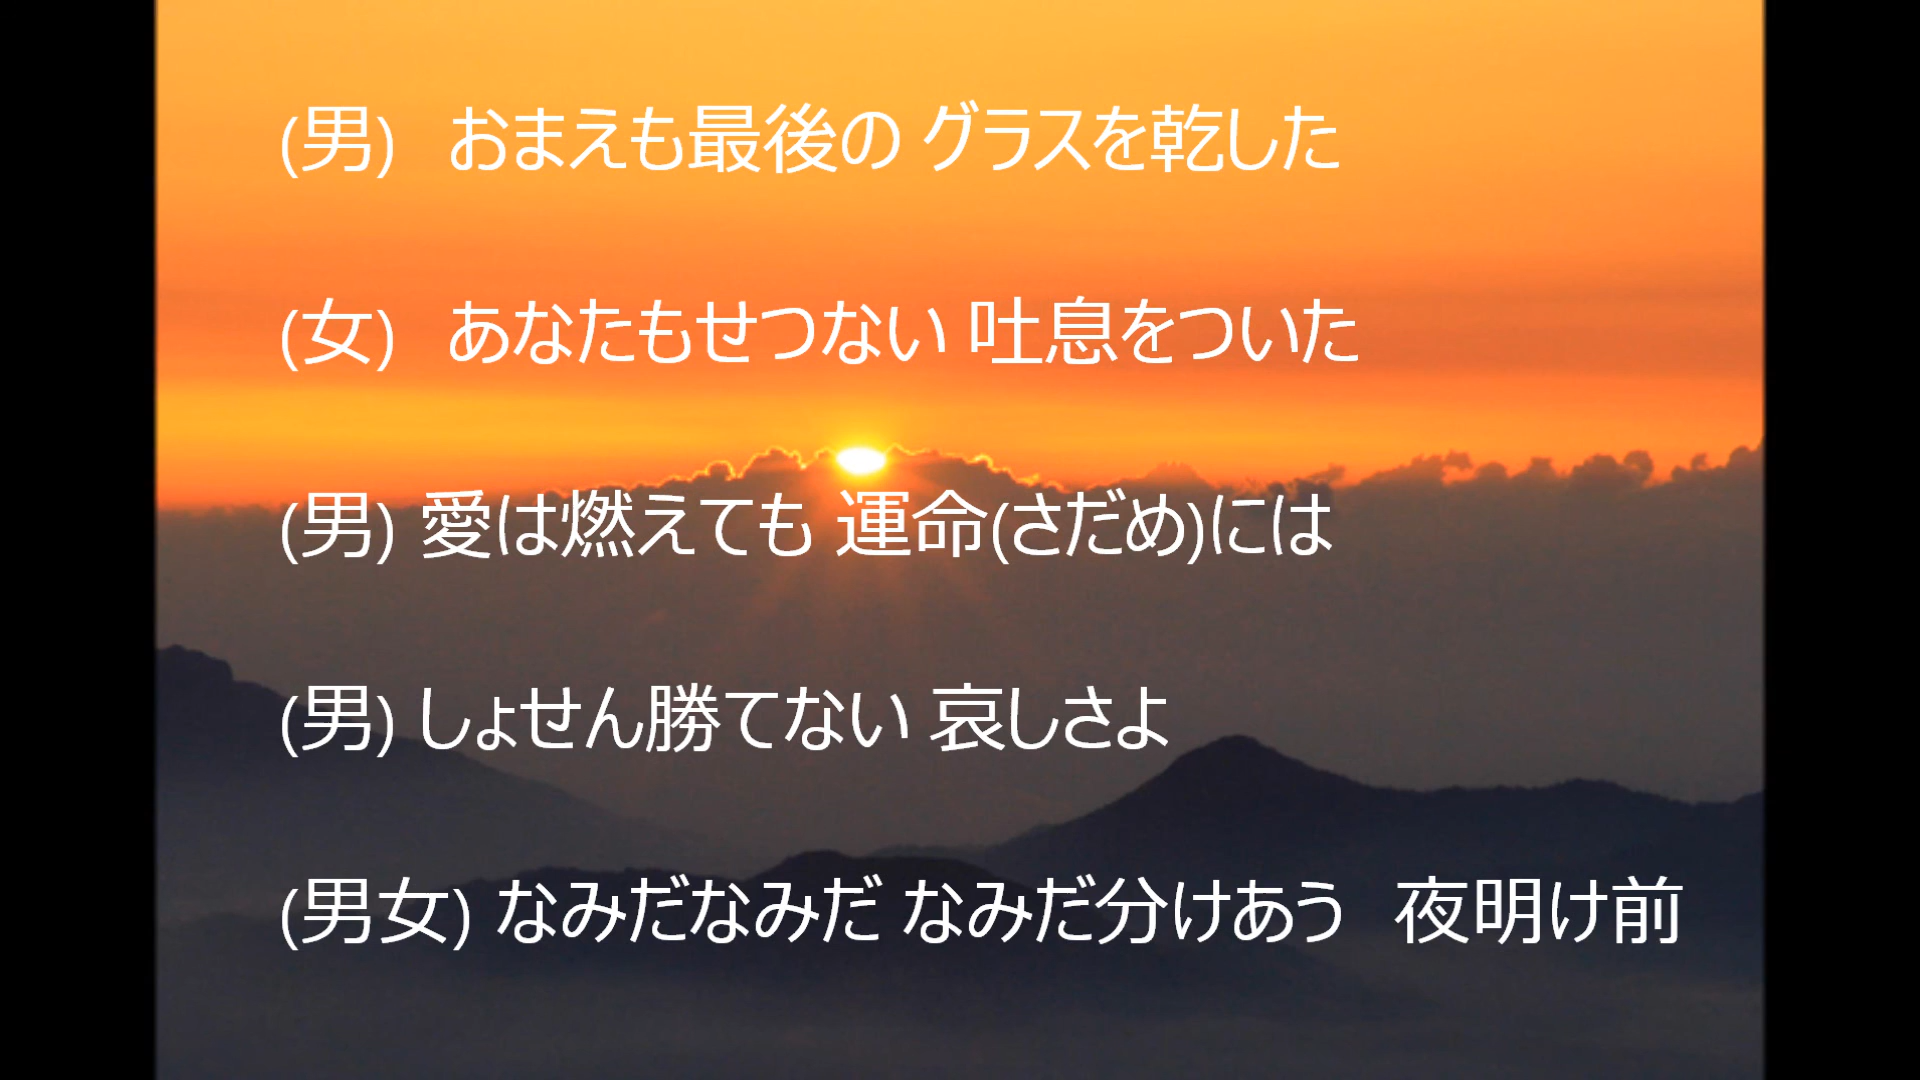 (男)　おまえも最後の グラスを乾した
(女)　あなたもせつない 吐息をついた
(男) 愛は燃えても 運命(さだめ)には
(男) しょせん勝てない 哀しさよ
(男女) なみだなみだ なみだ分けあう　夜明け前